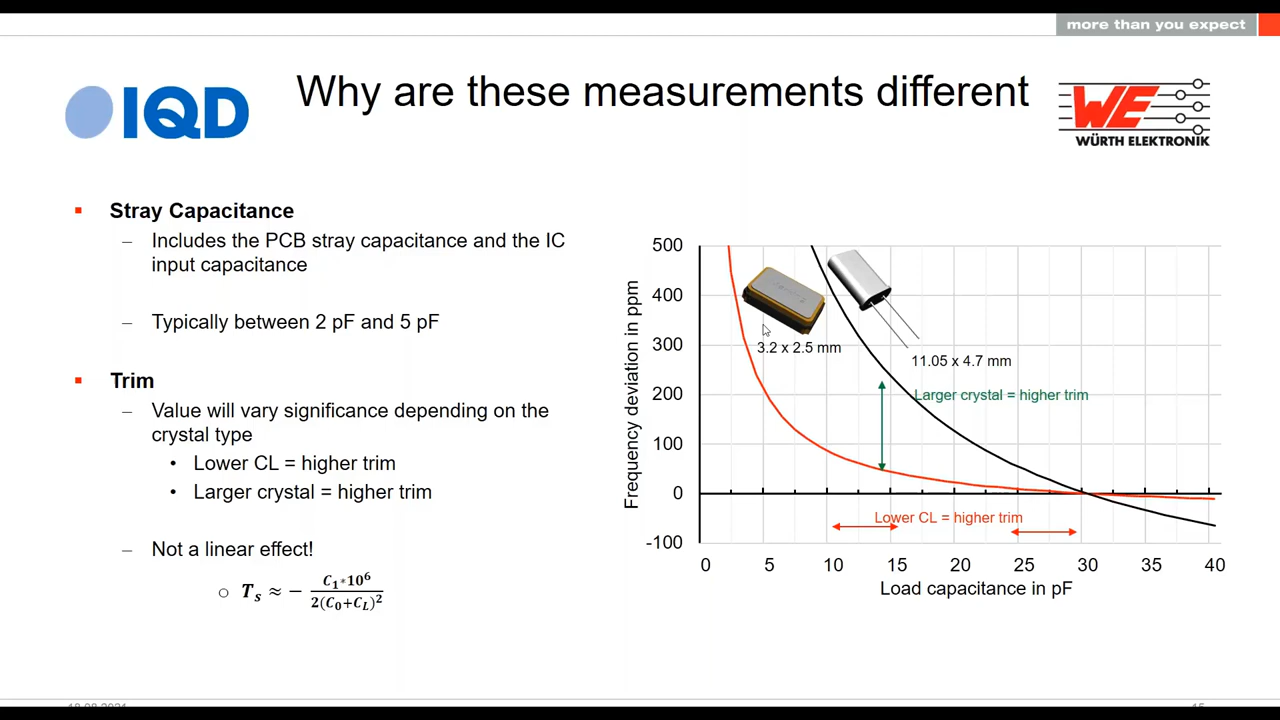 more than you expect
IQD
Why are these measurements different
WE
WÜRTH ELEKTRONIK
▪ Stray Capacitance
– Includes the PCB stray capacitance and the IC
input capacitance
– Typically between 2 pF and 5 pF
▪ Trim
– Value will vary significance depending on the
crystal type
• Lower CL = higher trim
• Larger crystal = higher trim
– Not a linear effect!
○ Tₛ ≈ − C₁*10⁶ / 2(C₀+C_L)²
Frequency deviation in ppm
500
400
300
200
100
0
-100
3.2 x 2.5 mm
11.05 x 4.7 mm
Larger crystal = higher trim
Lower CL = higher trim
0 5 10 15 20 25 30 35 40
Load capacitance in pF